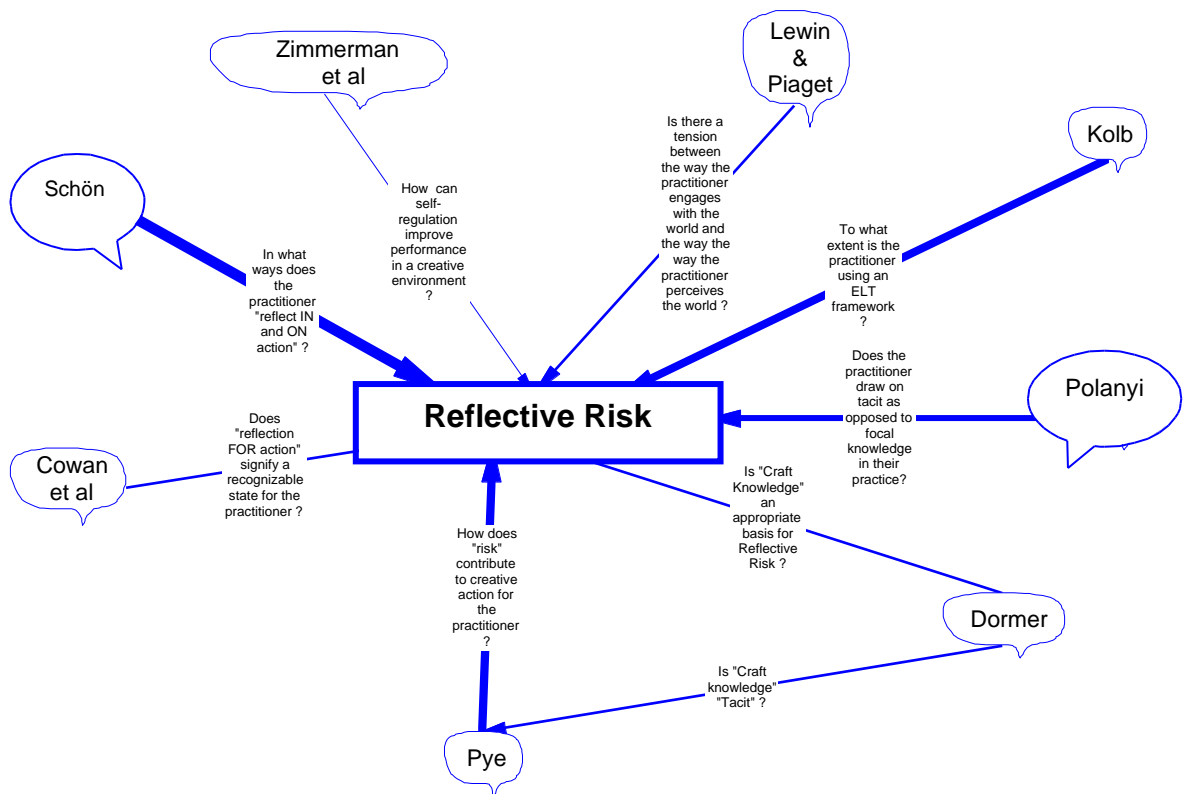 Zimmerman
et al
Lewin
&
Piaget
Kolb
Schön
Is there a
tension
between
the way the
practitioner
engages
with the
world and
the way the
way the
practitioner
perceives
the world ?
How can
self-
regulation
improve
performance
in a creative
environment
?
To what
extent is the
practitioner
using an
ELT
framework
?
In what
ways does
the
practitioner
"reflect IN
and ON
action" ?
Does the
practitioner
draw on
tacit as
opposed to
focal
knowledge
in their
practice?
Polanyi
Reflective Risk
Does
"reflection
FOR action"
signify a
recognizable
state for the
practitioner ?
Cowan
et al
Is "Craft
Knowledge"
an
appropriate
basis for
Reflective
Risk ?
How does
"risk"
contribute
to creative
action for
the
practitioner
?
Dormer
Is "Craft
knowledge"
"Tacit" ?
Pye